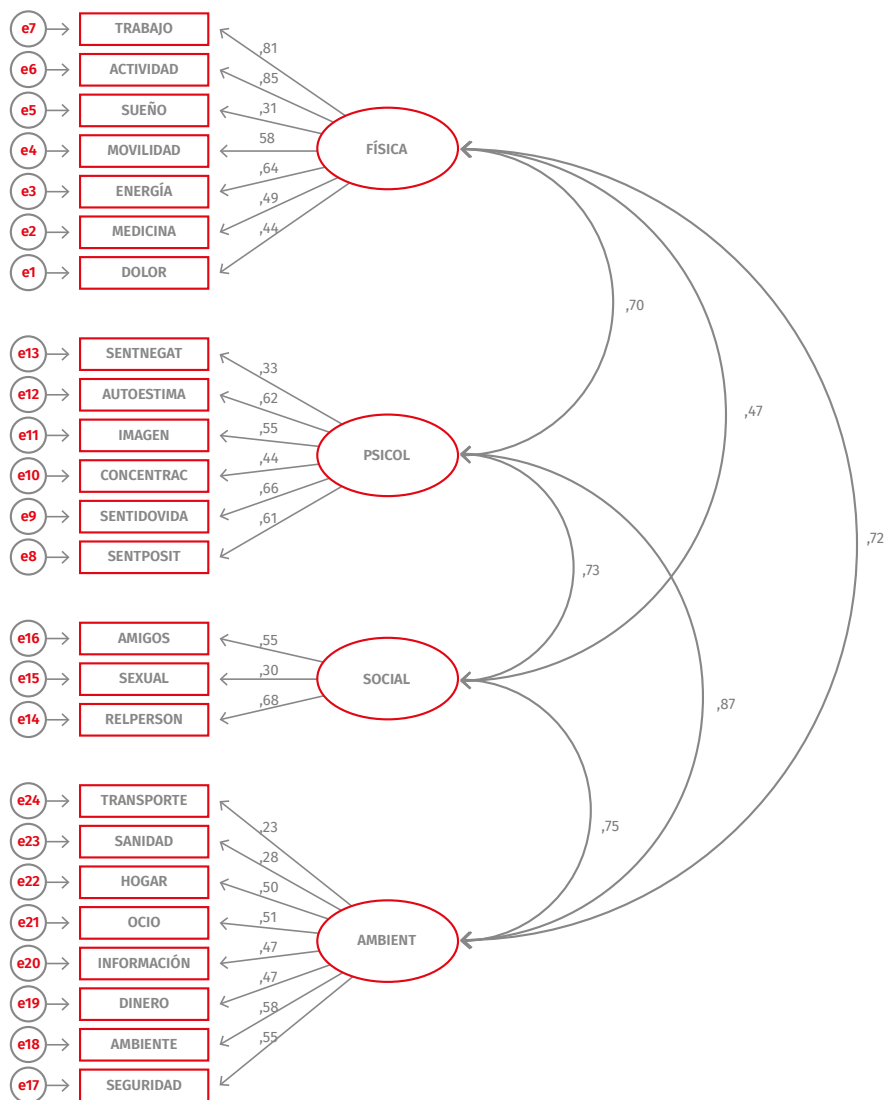 e7 TRABAJO
,81
e6 ACTIVIDAD
,85
e5 SUEÑO
,31
e4 MOVILIDAD
58
FÍSICA
e3 ENERGÍA
,64
e2 MEDICINA
,49
e1 DOLOR
,44
,70
e13 SENTNEGAT
,33
e12 AUTOESTIMA
,62
,47
e11 IMAGEN
,55
PSICOL
e10 CONCENTRAC
,44
e9 SENTIDOVIDA
,66
e8 SENTPOSIT
,61
,72
,73
e16 AMIGOS
,55
e15 SEXUAL
,30
SOCIAL
e14 RELPERSON
,68
,87
e24 TRANSPORTE
,23
,75
e23 SANIDAD
,28
e22 HOGAR
,50
e21 OCIO
,51
AMBIENT
e20 INFORMACIÓN
,47
e19 DINERO
,47
e18 AMBIENTE
,58
e17 SEGURIDAD
,55